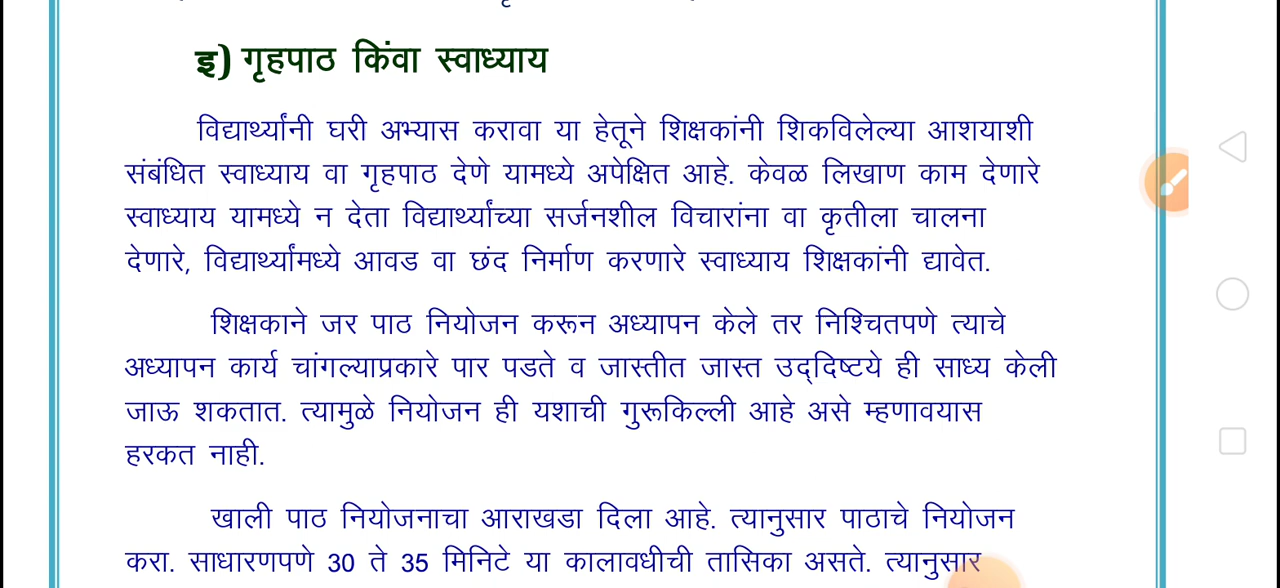 इ) गृहपाठ किंवा स्वाध्याय
विद्यार्थ्यांनी घरी अभ्यास करावा या हेतूने शिक्षकांनी शिकविलेल्या आशयाशी
संबंधित स्वाध्याय वा गृहपाठ देणे यामध्ये अपेक्षित आहे. केवळ लिखाण काम देणारे
स्वाध्याय यामध्ये न देता विद्यार्थ्यांच्या सर्जनशील विचारांना वा कृतीला चालना
देणारे, विद्यार्थ्यांमध्ये आवड वा छंद निर्माण करणारे स्वाध्याय शिक्षकांनी द्यावेत.
शिक्षकाने जर पाठ नियोजन करून अध्यापन केले तर निश्चितपणे त्याचे
अध्यापन कार्य चांगल्याप्रकारे पार पडते व जास्तीत जास्त उद्‌दिष्टये ही साध्य केली
जाऊ शकतात. त्यामुळे नियोजन ही यशाची गुरूकिल्ली आहे असे म्हणावयास
हरकत नाही.
खाली पाठ नियोजनाचा आराखडा दिला आहे. त्यानुसार पाठाचे नियोजन
करा. साधारणपणे 30 ते 35 मिनिटे या कालावधीची तासिका असते. त्यानुसार